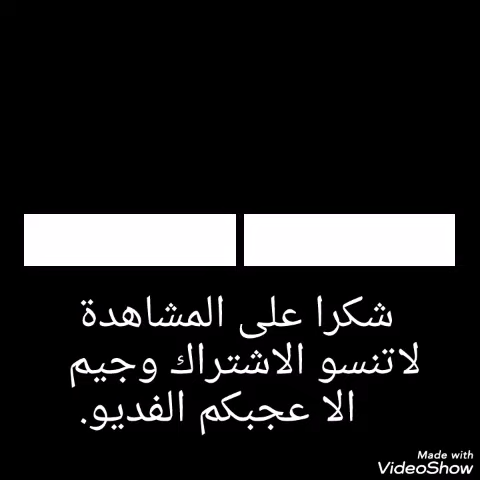 شكرا على المشاهدة
لاتنسو الاشتراك وجيم
الا عجبكم الفديو.
Made with
VideoShow